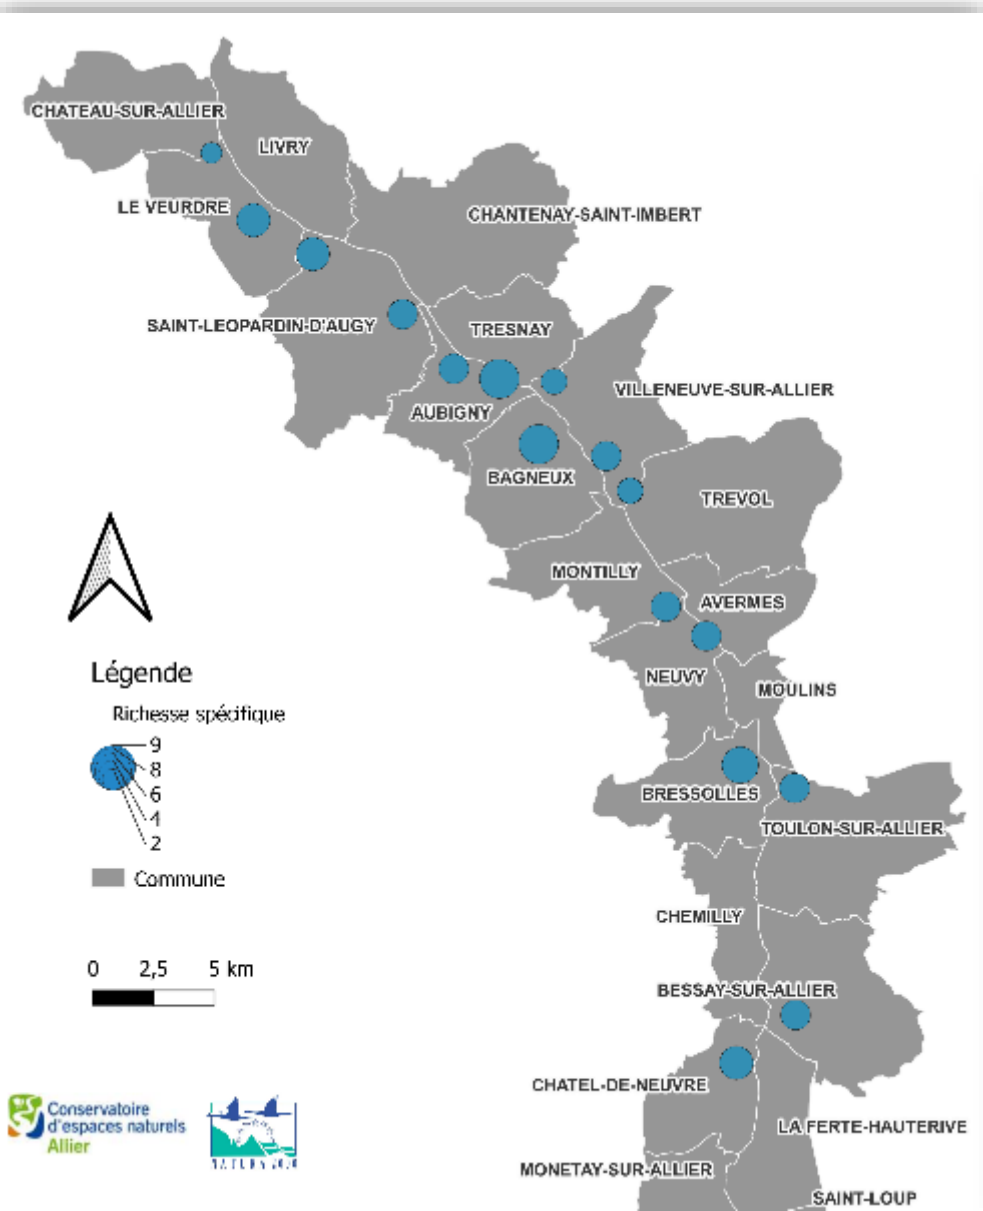 CHATEAU-SUR-ALLIER
LIVRY
LE VEURDRE
CHANTENAY-SAINT-IMBERT
SAINT-LEOPARDIN-D'AUGY
TRESNAY
VILLENEUVE-SUR-ALLIER
AUBIGNY
BAGNEUX
TREVOL
MONTILLY
AVERMES
NEUVY
MOULINS
BRESSOLLES
TOULON-SUR-ALLIER
CHEMILLY
BESSAY-SUR-ALLIER
CHATEL-DE-NEUVRE
LA FERTE-HAUTERIVE
MONETAY-SUR-ALLIER
SAINT-LOUP
Légende
Richesse spécifique
9
8
6
4
2
Commune
0 2,5 5 km
Conservatoire
d'espaces naturels
Allier
NATURA 2000